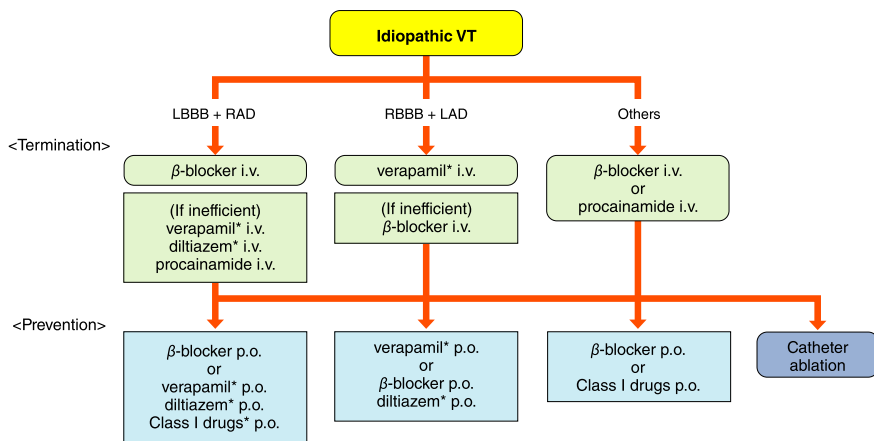 Idiopathic VT
LBBB + RAD
RBBB + LAD
Others
<Termination>
β-blocker i.v.
(If inefficient)
verapamil* i.v.
diltiazem* i.v.
procainamide i.v.
verapamil* i.v.
(If inefficient)
β-blocker i.v.
β-blocker i.v.
or
procainamide i.v.
<Prevention>
β-blocker p.o.
or
verapamil* p.o.
diltiazem* p.o.
Class I drugs* p.o.
verapamil* p.o.
or
β-blocker p.o.
diltiazem* p.o.
β-blocker p.o.
or
Class I drugs p.o.
Catheter
ablation